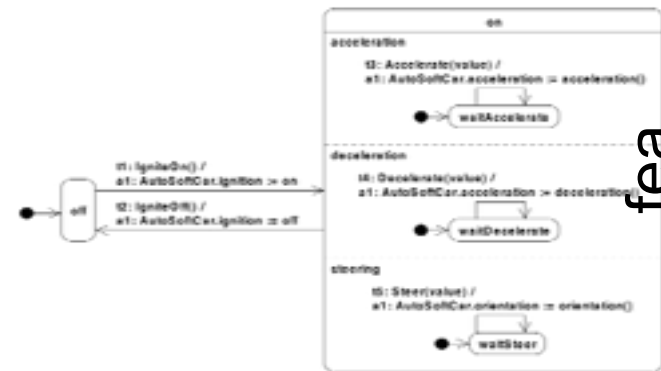 on
acceleration
t3: Accelerate(value) /
a1: AutoSoftCar.acceleration := acceleration()
waitAccelerate
deceleration
t4: Decelerate(value) /
a1: AutoSoftCar.acceleration := deceleration()
waitDecelerate
steering
t5: Steer(value) /
a1: AutoSoftCar.orientation := orientation()
waitSteer
t1: IgniteOn() /
a1: AutoSoftCar.ignition := on
off
t2: IgniteOff() /
a1: AutoSoftCar.ignition := off
fea